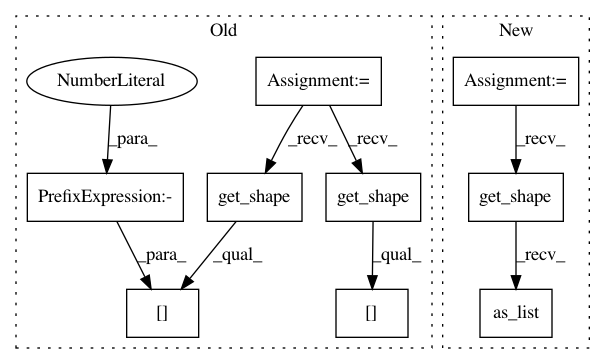 Old
New
NumberLiteral
Assignment:=
Assignment:=
_para_
_recv_
_recv_
_recv_
PrefixExpression:-
get_shape
get_shape
get_shape
_para_
_qual_
_qual_
_recv_
[]
[]
as_list